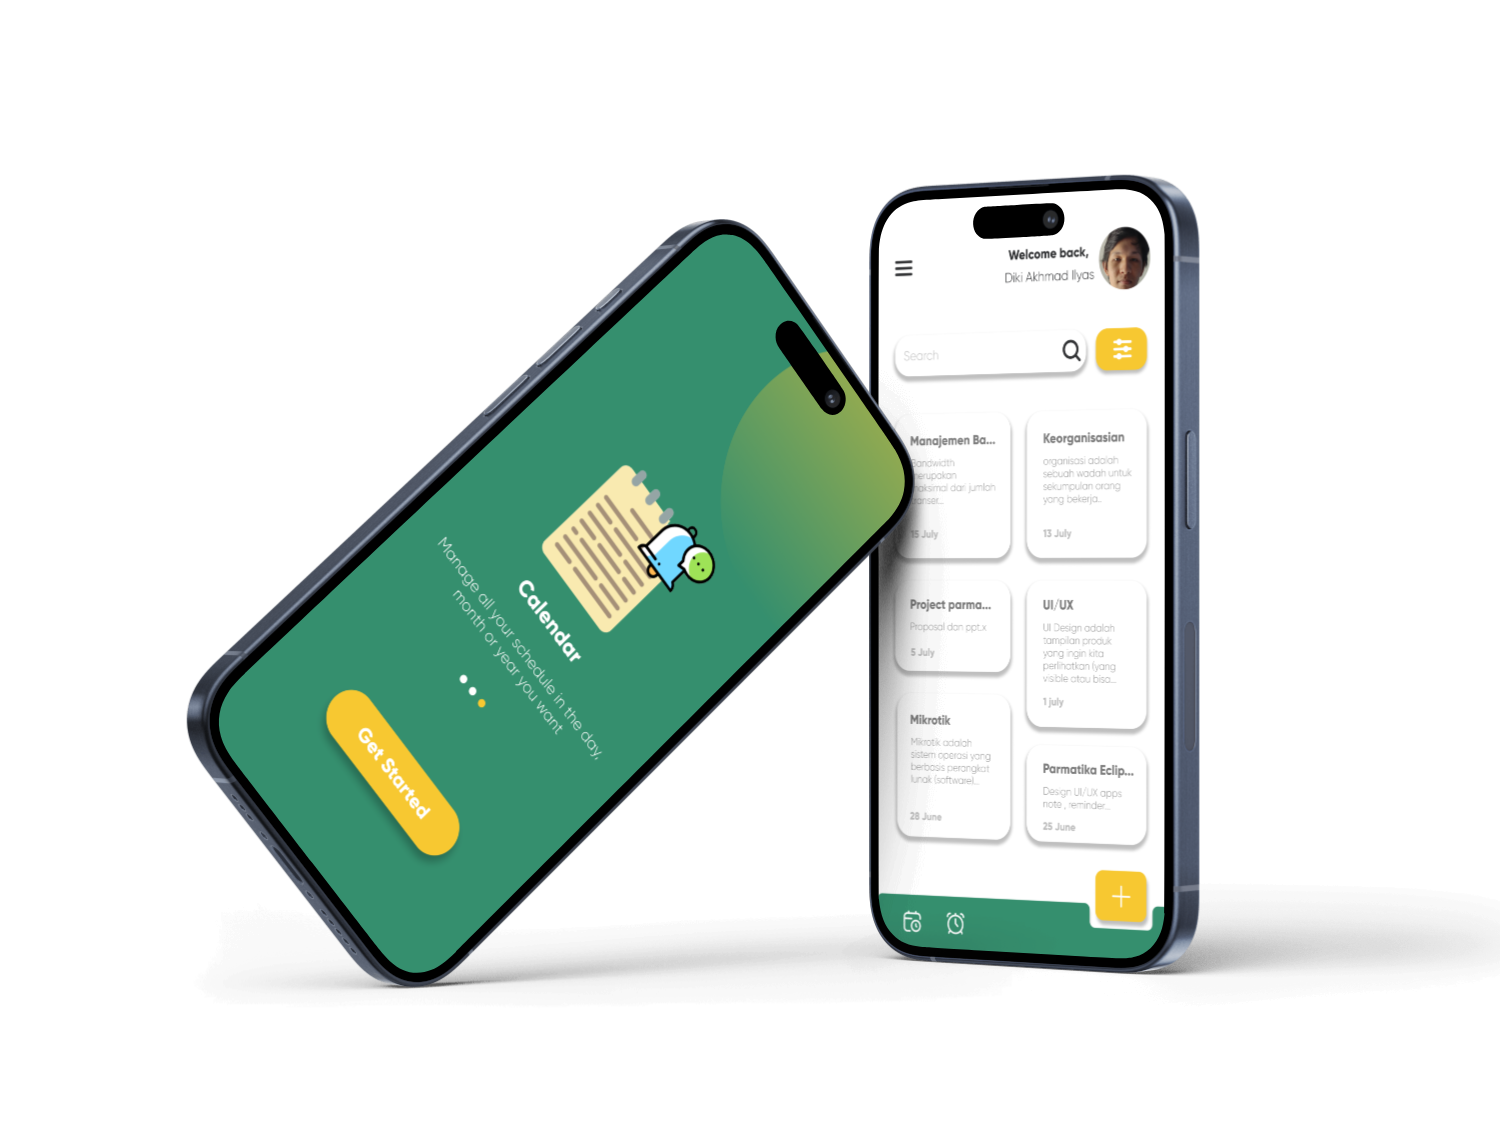 Calendar
Manage all your schedule in the day,
month or year you want
Get Started
Welcome back,
Diki Akhmad Ilyas
Search
Manajemen Ba...
Bandwidth
merupakan
maksimal dari jumlah
transer...
15 July
Keorganisasian
organisasi adalah
sebuah wadah untuk
sekumpulan orang
yang bekerja..
13 July
Project parma...
Proposal dan ppt.x
5 July
UI/UX
UI Design adalah
tampilan produk
yang ingin kita
perlihatkan (yang
visible atau bisa...
1 july
Mikrotik
Mikrotik adalah
sistem operasi yang
berbasis perangkat
lunak (software)...
28 June
Parmatika Eclip...
Design UI/UX apps
note , reminder...
25 June